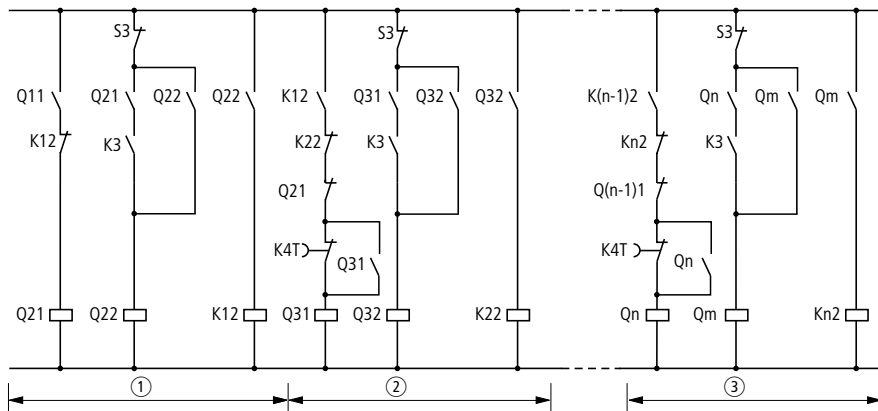 S3 S3 S3
Q11 Q21 Q22 Q22 K12 Q31 Q32 Q32 K(n-1)2 Qn Qm Qm
K12 K3 K22 K3 Kn2 K3
Q21 Q(n-1)1
K4T Q31 K4T Qn
Q21 Q22 K12 Q31 Q32 K22 Qn Qm Kn2
① ② ③